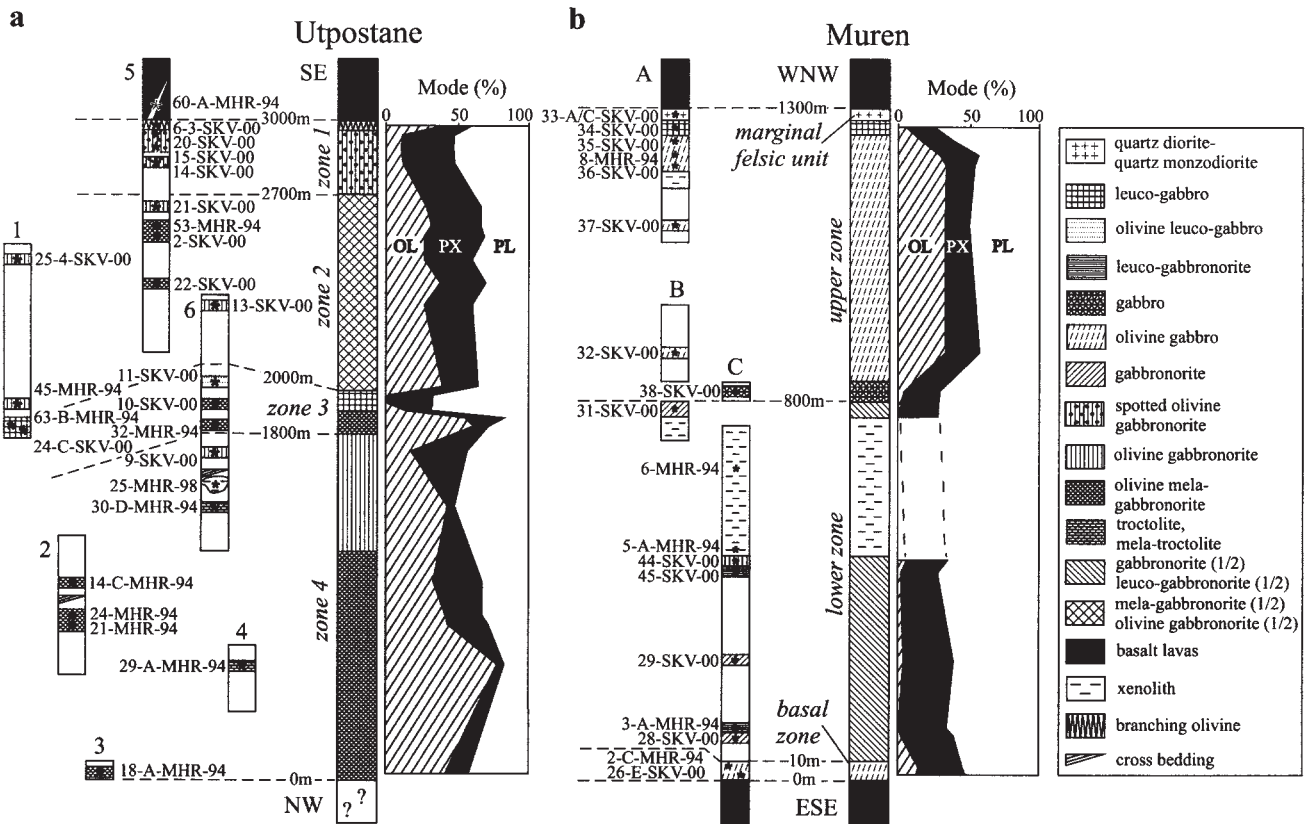 a
Utpostane
5
SE
Mode (%)
0
50
100
60-A-MHR-94
3000m
6-3-SKV-00
20-SKV-00
15-SKV-00
14-SKV-00
zone 1
2700m
21-SKV-00
53-MHR-94
2-SKV-00
1
25-4-SKV-00
OL
PX
PL
22-SKV-00
zone 2
6
13-SKV-00
11-SKV-00
2000m
45-MHR-94
10-SKV-00
zone 3
63-B-MHR-94
32-MHR-94
1800m
24-C-SKV-00
9-SKV-00
25-MHR-98
30-D-MHR-94
2
14-C-MHR-94
24-MHR-94
21-MHR-94
zone 4
4
29-A-MHR-94
3
18-A-MHR-94
0m
NW
? ?
b
Muren
A
WNW
Mode (%)
0
50
100
1300m
33-A/C-SKV-00
34-SKV-00
35-SKV-00
8-MHR-94
36-SKV-00
marginal
felsic unit
37-SKV-00
OL
PX
PL
upper zone
B
32-SKV-00
C
38-SKV-00
800m
31-SKV-00
6-MHR-94
5-A-MHR-94
44-SKV-00
45-SKV-00
lower zone
29-SKV-00
3-A-MHR-94
28-SKV-00
basal
zone
2-C-MHR-94
10m
26-E-SKV-00
0m
ESE
quartz diorite-
quartz monzodiorite
leuco-gabbro
olivine leuco-gabbro
leuco-gabbronorite
gabbro
olivine gabbro
gabbronorite
spotted olivine
gabbronorite
olivine gabbronorite
olivine mela-
gabbronorite
troctolite,
mela-troctolite
gabbronorite (1/2)
leuco-gabbronorite (1/2)
mela-gabbronorite (1/2)
olivine gabbronorite (1/2)
basalt lavas
xenolith
branching olivine
cross bedding